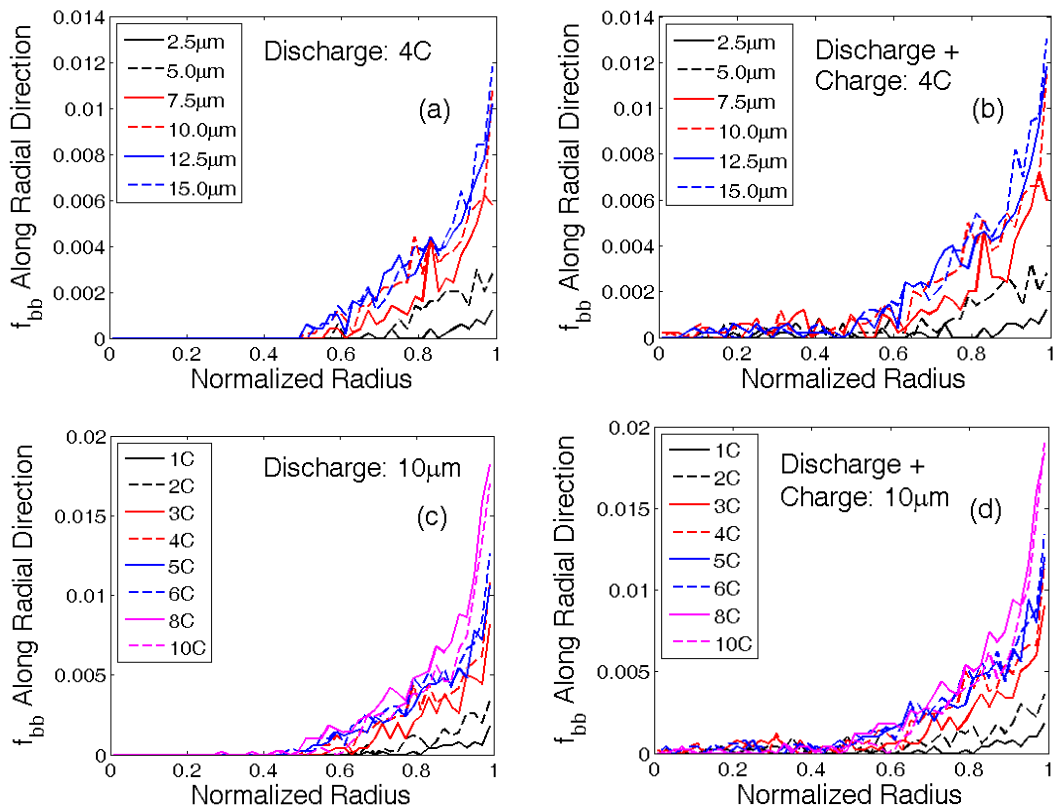 0.014
0.012
0.01
0.008
0.006
0.004
0.002
0
f_bb Along Radial Direction
2.5μm
5.0μm
7.5μm
10.0μm
12.5μm
15.0μm
Discharge: 4C
(a)
0 0.2 0.4 0.6 0.8 1
Normalized Radius
0.014
0.012
0.01
0.008
0.006
0.004
0.002
0
f_bb Along Radial Direction
2.5μm
5.0μm
7.5μm
10.0μm
12.5μm
15.0μm
Discharge +
Charge: 4C
(b)
0 0.2 0.4 0.6 0.8 1
Normalized Radius
0.02
0.015
0.01
0.005
0
f_bb Along Radial Direction
1C
2C
3C
4C
5C
6C
8C
10C
Discharge: 10μm
(c)
0 0.2 0.4 0.6 0.8 1
Normalized Radius
0.02
0.015
0.01
0.005
0
f_bb Along Radial Direction
1C
2C
3C
4C
5C
6C
8C
10C
Discharge +
Charge: 10μm
(d)
0 0.2 0.4 0.6 0.8 1
Normalized Radius